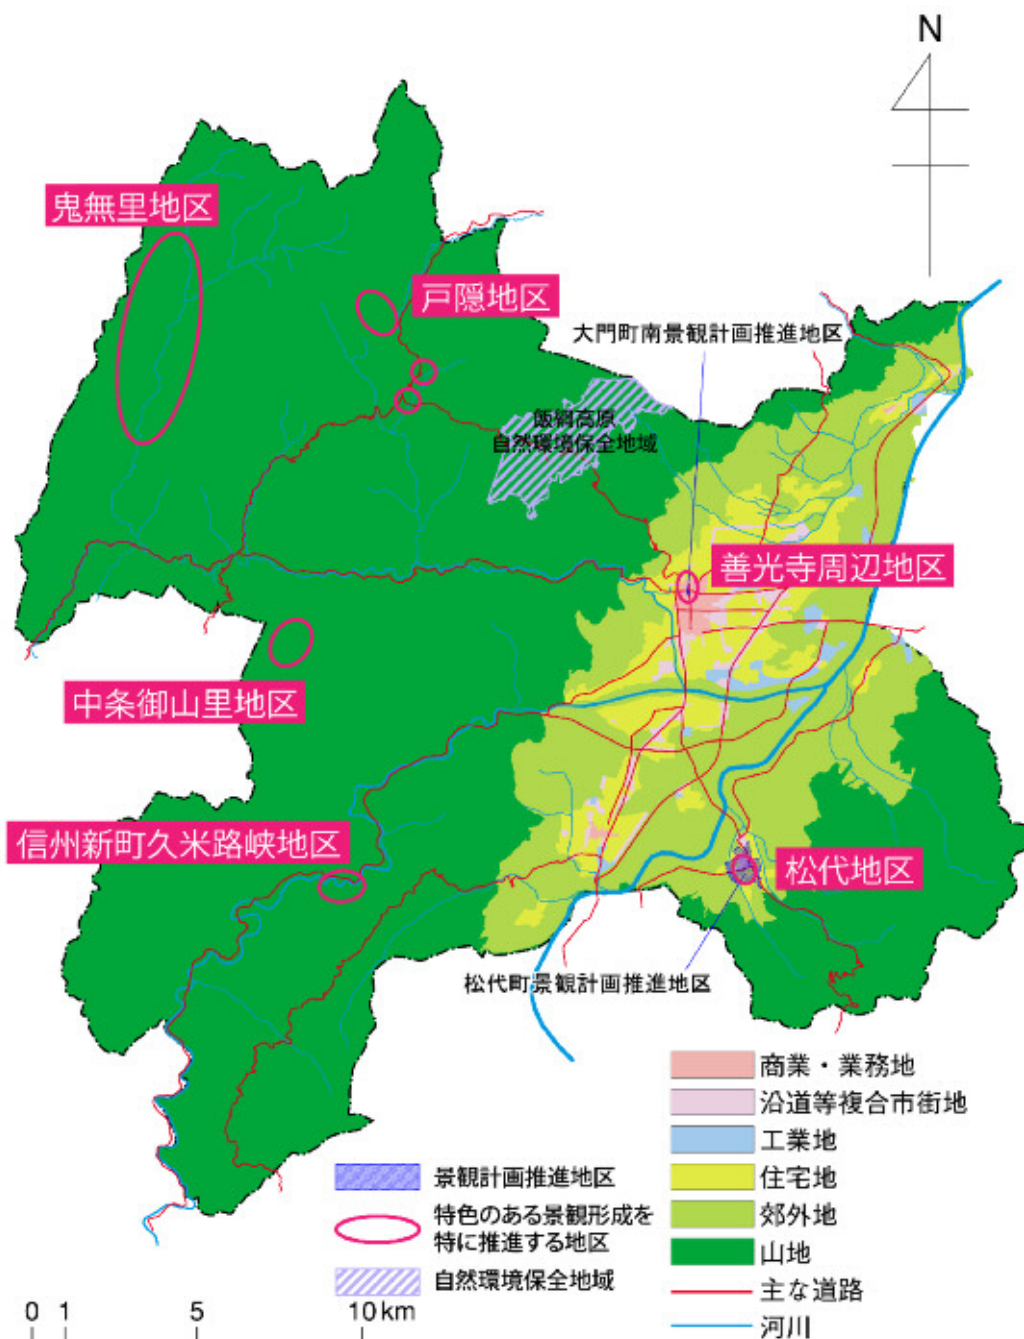 N
鬼無里地区
戸隠地区
大門町南景観計画推進地区
飯綱高原
自然環境保全地域
善光寺周辺地区
中条御山里地区
信州新町久米路峡地区
松代地区
松代町景観計画推進地区
商業・業務地
沿道等複合市街地
工業地
住宅地
郊外地
山地
主な道路
河川
景観計画推進地区
特色のある景観形成を
特に推進する地区
自然環境保全地域
0 1 5 10km